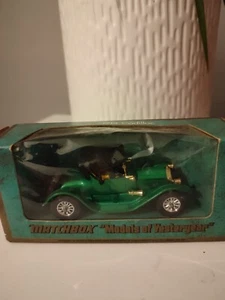 MATCHBOX "Models of Yesteryear"